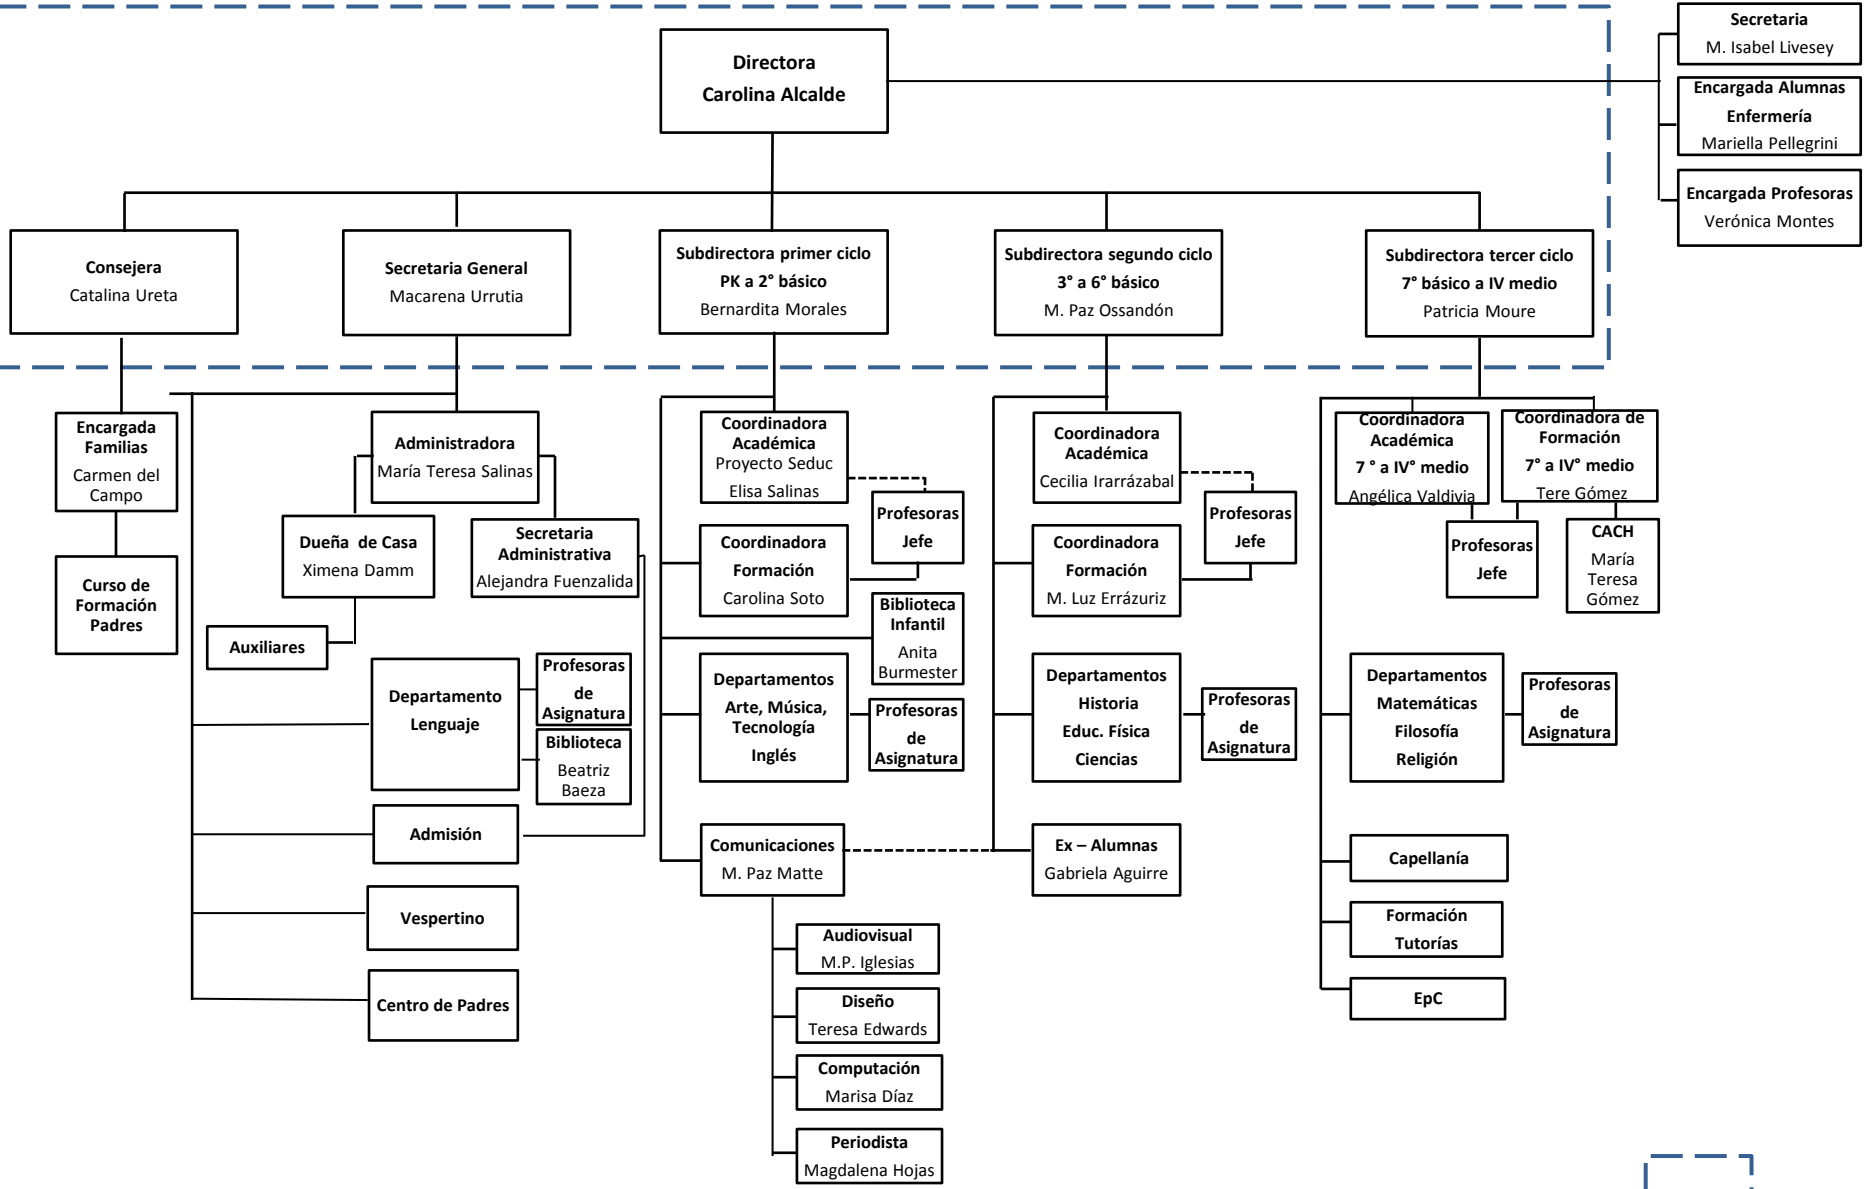 Directora
Carolina Alcalde
Secretaria
M. Isabel Livesey
Encargada Alumnas
Enfermería
Mariella Pellegrini
Encargada Profesoras
Verónica Montes
Consejera
Catalina Ureta
Secretaria General
Macarena Urrutia
Subdirectora primer ciclo
PK a 2° básico
Bernardita Morales
Subdirectora segundo ciclo
3° a 6° básico
M. Paz Ossandón
Subdirectora tercer ciclo
7° básico a IV medio
Patricia Moure
Encargada
Familias
Carmen del
Campo
Curso de
Formación
Padres
Administradora
María Teresa Salinas
Dueña de Casa
Ximena Damm
Secretaria
Administrativa
Alejandra Fuenzalida
Auxiliares
Departamento
Lenguaje
Profesoras
de
Asignatura
Biblioteca
Beatriz
Baeza
Admisión
Vespertino
Centro de Padres
Coordinadora
Académica
Proyecto Seduc
Elisa Salinas
Profesoras
Jefe
Coordinadora
Formación
Carolina Soto
Biblioteca
Infantil
Anita
Burmester
Departamentos
Arte, Música,
Tecnología
Inglés
Profesoras
de
Asignatura
Comunicaciones
M. Paz Matte
Audiovisual
M.P. Iglesias
Diseño
Teresa Edwards
Computación
Marisa Díaz
Periodista
Magdalena Hojas
Coordinadora
Académica
Cecilia Irarrázabal
Profesoras
Jefe
Coordinadora
Formación
M. Luz Errázuriz
Departamentos
Historia
Educ. Física
Ciencias
Profesoras
de
Asignatura
Ex – Alumnas
Gabriela Aguirre
Coordinadora
Académica
7 ° a IV° medio
Angélica Valdivia
Coordinadora de
Formación
7° a IV° medio
Tere Gómez
Profesoras
Jefe
CACH
María
Teresa
Gómez
Departamentos
Matemáticas
Filosofía
Religión
Profesoras
de
Asignatura
Capellanía
Formación
Tutorías
EpC